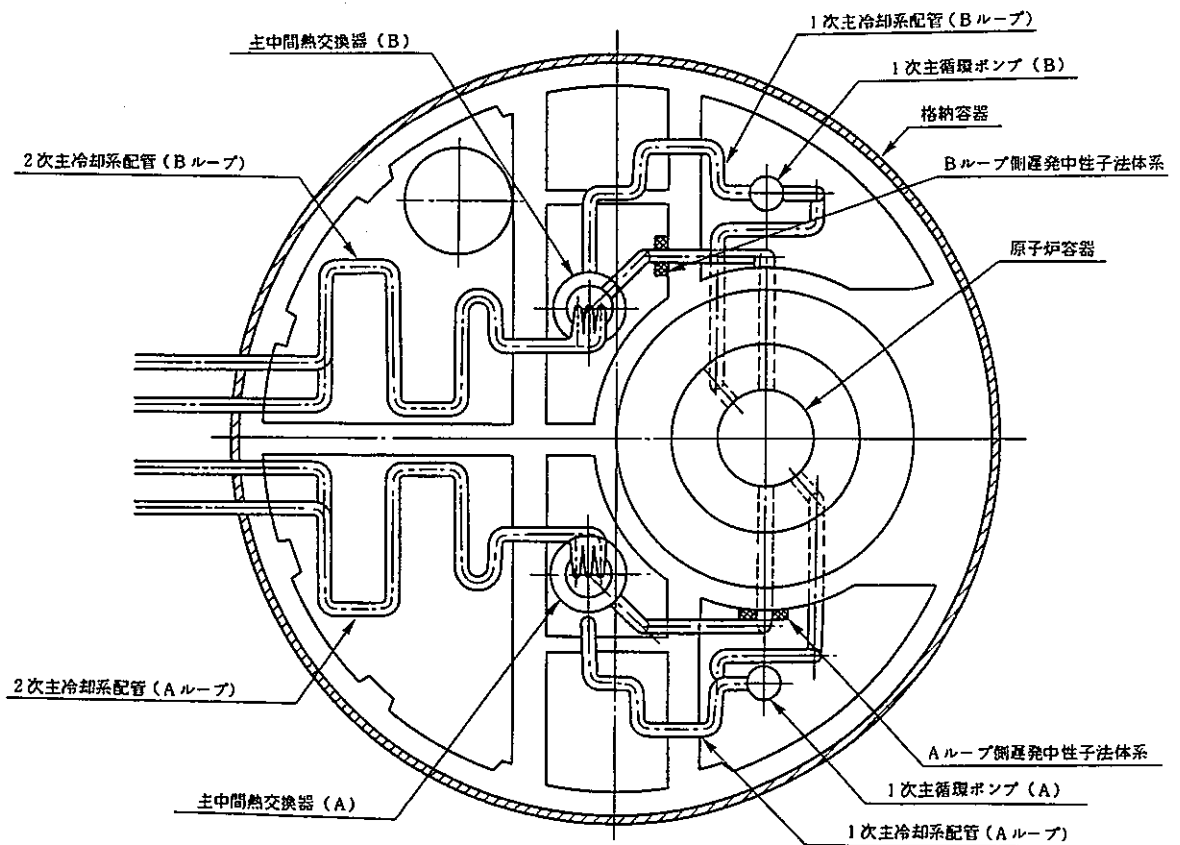 1次主冷却系配管(Bループ)
主中間熱交換器(B)
1次主循環ポンプ(B)
格納容器
2次主冷却系配管(Bループ)
Bループ側遅発中性子法体系
原子炉容器
2次主冷却系配管(Aループ)
Aループ側遅発中性子法体系
主中間熱交換器(A)
1次主循環ポンプ(A)
1次主冷却系配管(Aループ)